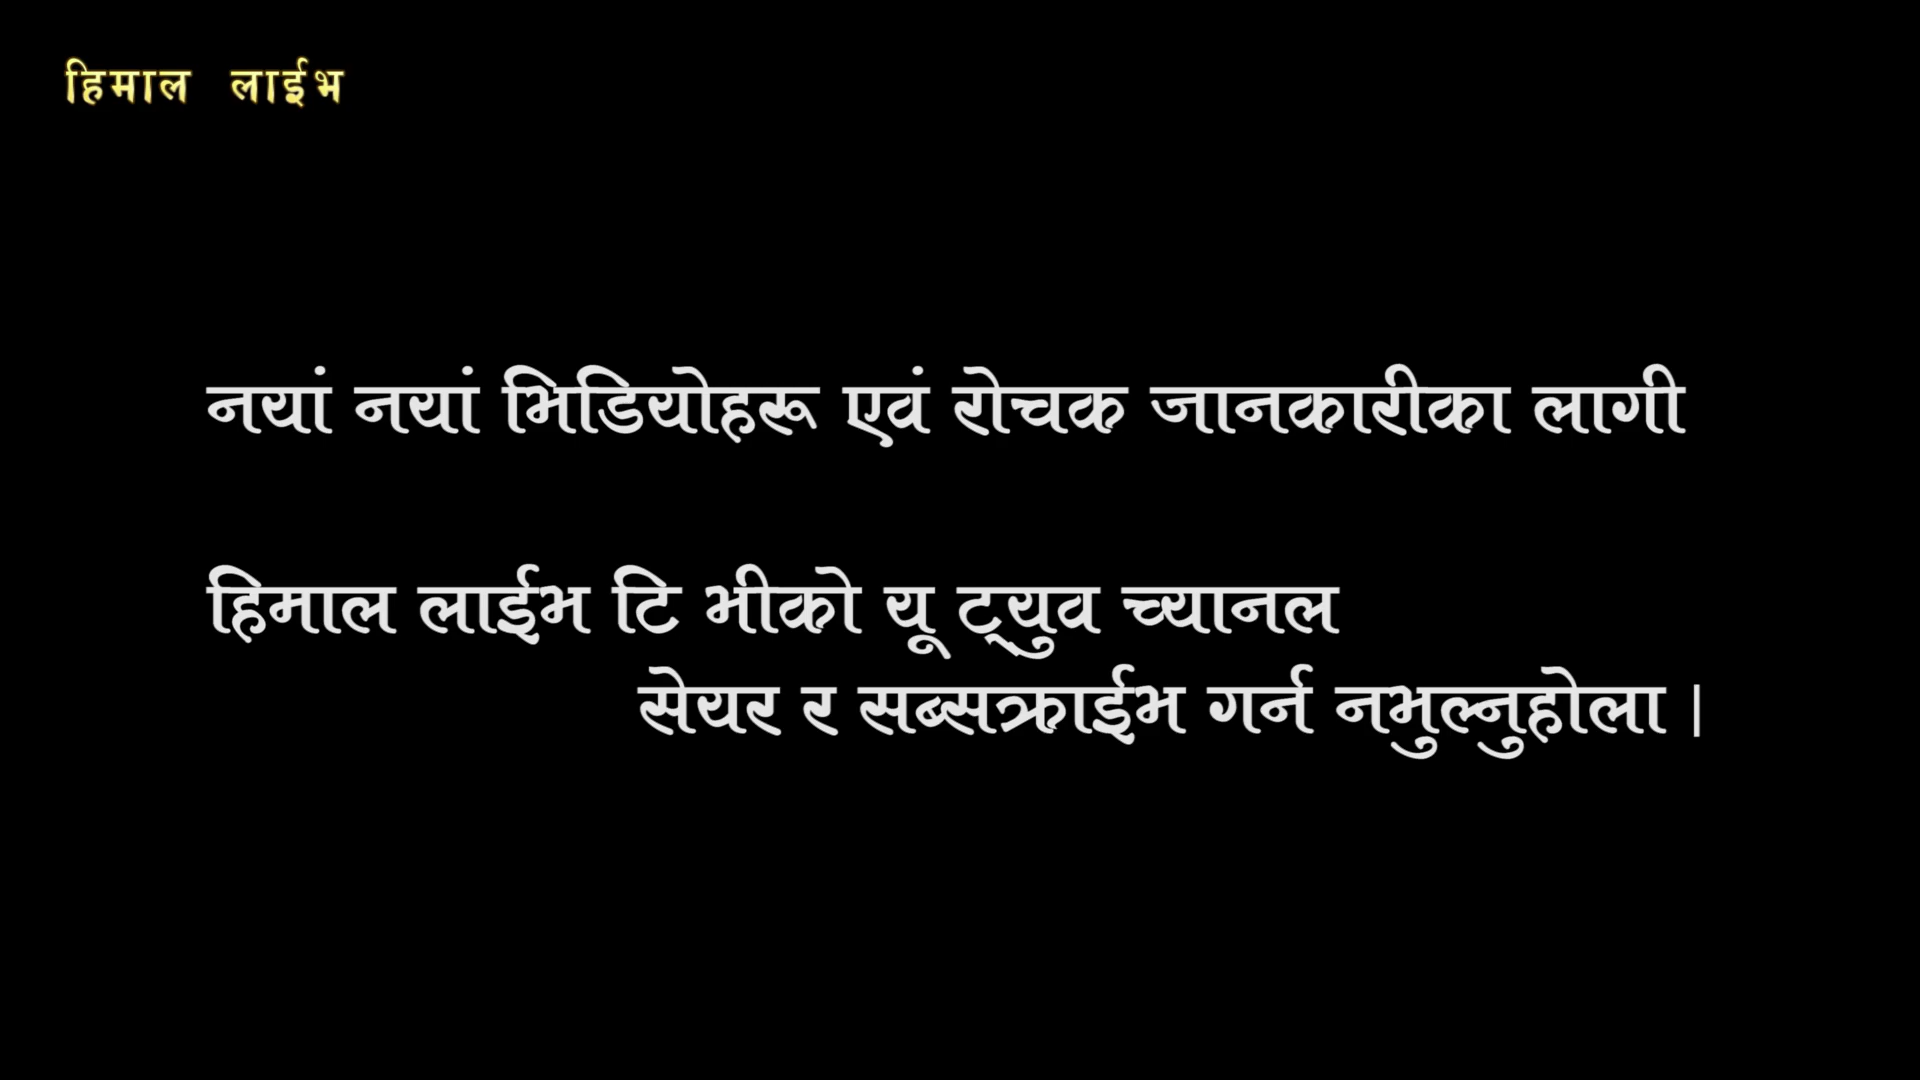 हिमाल लाईभ
नयां नयां भिडियोहरू एवं रोचक जानकारीका लागी
हिमाल लाईभ टि भीको यू ट्युव च्यानल
सेयर र सब्सक्राईभ गर्न नभुल्नुहोला |